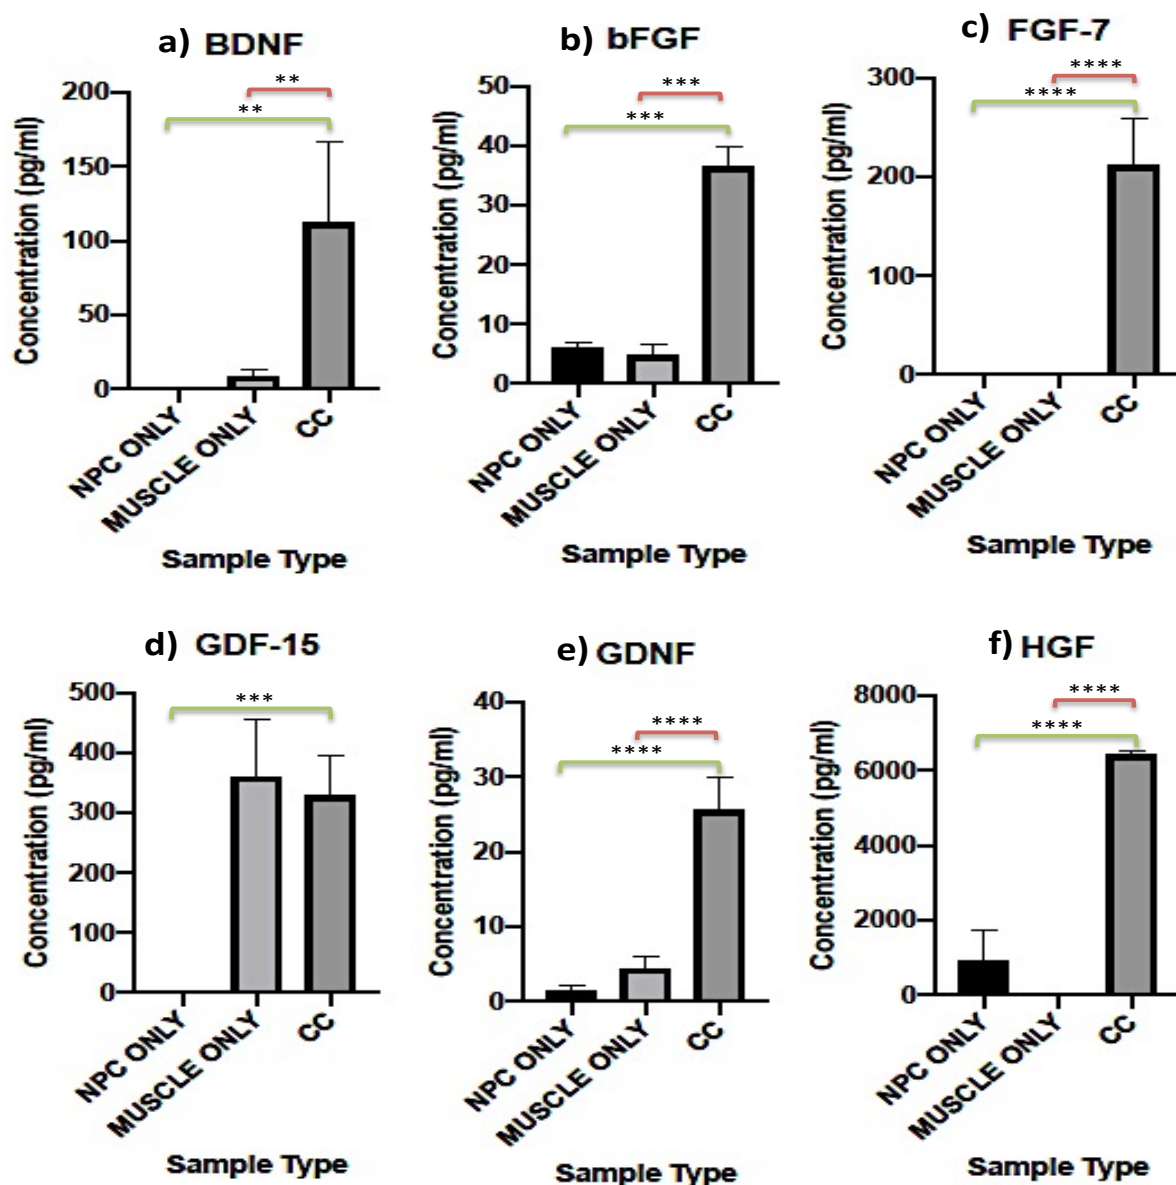 a) BDNF
**
**
200
150
100
50
0
Concentration (pg/ml)
NPC ONLY
MUSCLE ONLY
CC
Sample Type
b) bFGF
***
***
50
40
30
20
10
0
Concentration (pg/ml)
NPC ONLY
MUSCLE ONLY
CC
Sample Type
c) FGF-7
****
****
300
200
100
0
Concentration (pg/ml)
NPC ONLY
MUSCLE ONLY
CC
Sample Type
d) GDF-15
***
500
400
300
200
100
0
Concentration (pg/ml)
NPC ONLY
MUSCLE ONLY
CC
Sample Type
e) GDNF
****
****
40
30
20
10
0
Concentration (pg/ml)
NPC ONLY
MUSCLE ONLY
CC
Sample Type
f) HGF
****
****
8000
6000
4000
2000
0
Concentration (pg/ml)
NPC ONLY
MUSCLE ONLY
CC
Sample Type